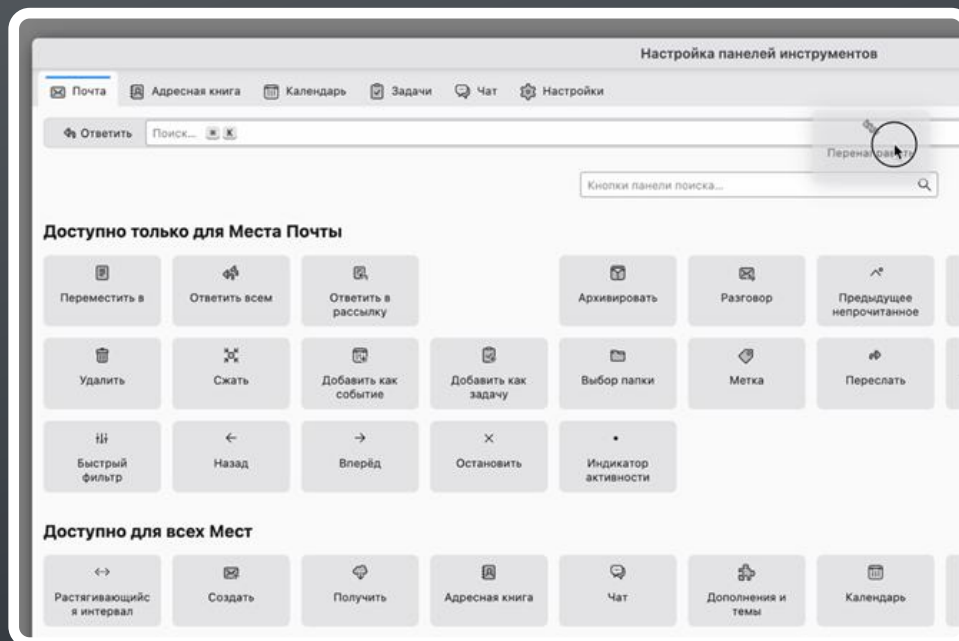 Настройка панелей инструментов
Почта Адресная книга Календарь Задачи Чат Настройки
Ответить Поиск... ⌘ K
Перенаправить
Кнопки панели поиска...
Доступно только для Места Почты
Переместить в Ответить всем Ответить в рассылку Архивировать Разговор Предыдущее непрочитанное
Удалить Сжать Добавить как событие Добавить как задачу Выбор папки Метка Переслать
Быстрый фильтр Назад Вперёд Остановить Индикатор активности
Доступно для всех Мест
Растягивающийс
я интервал Создать Получить Адресная книга Чат Дополнения и темы Календарь